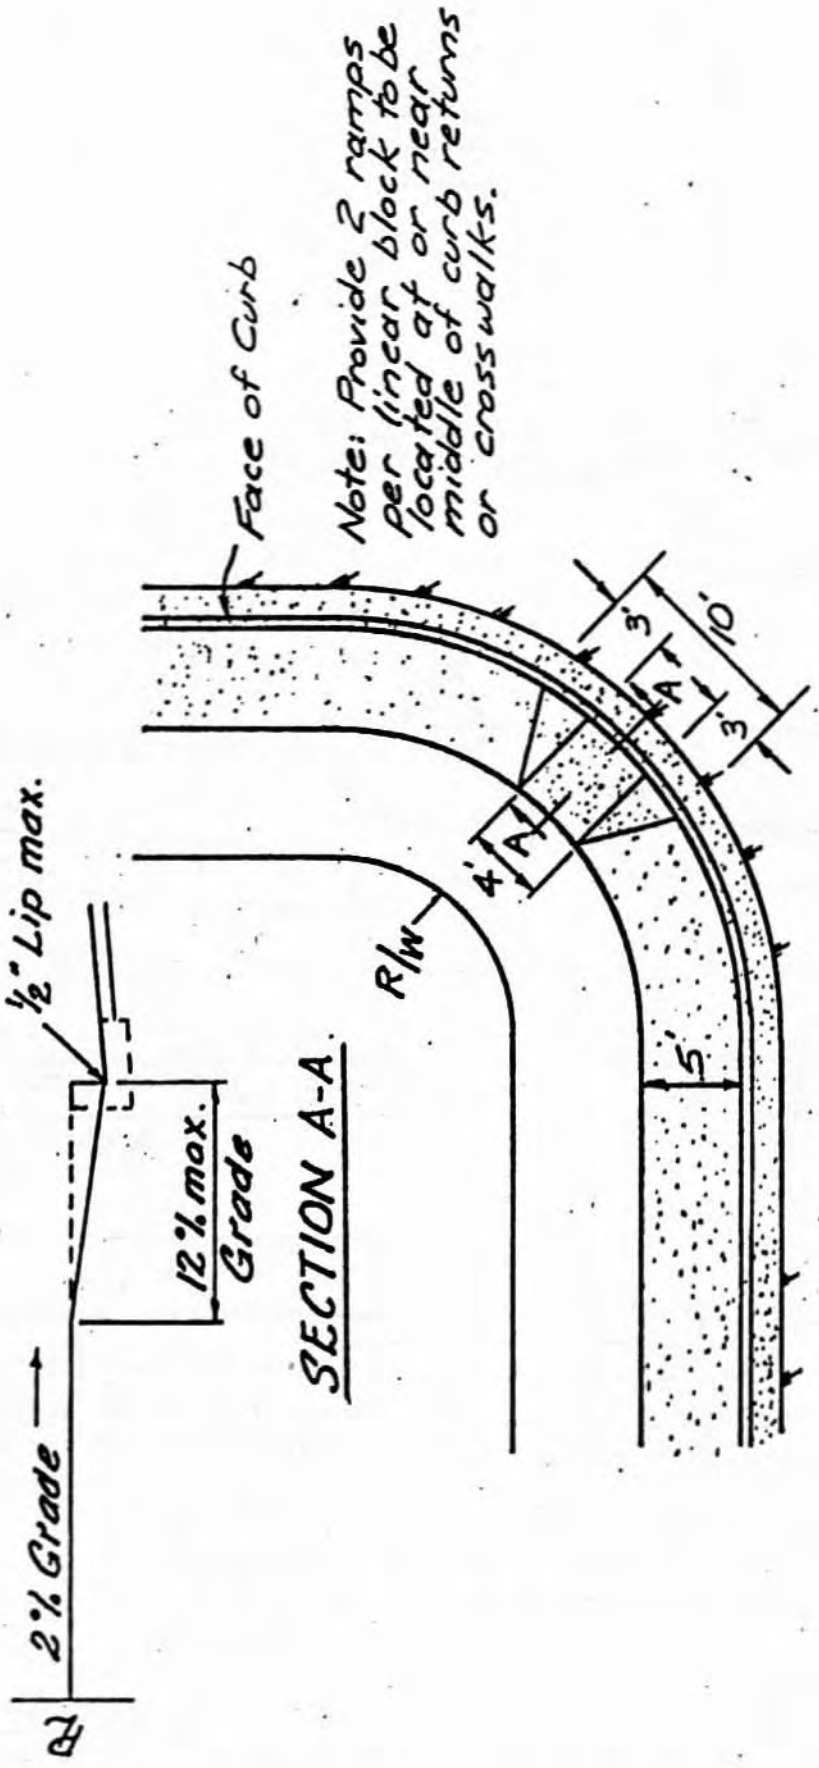 2% Grade
½" Lip max.
12% max.
Grade
SECTION A-A
Face of Curb
Note: Provide 2 ramps
per linear block to be
located at or near
middle of curb returns
or crosswalks.
R/W
4'
A
A
3'
3'
10'
5'